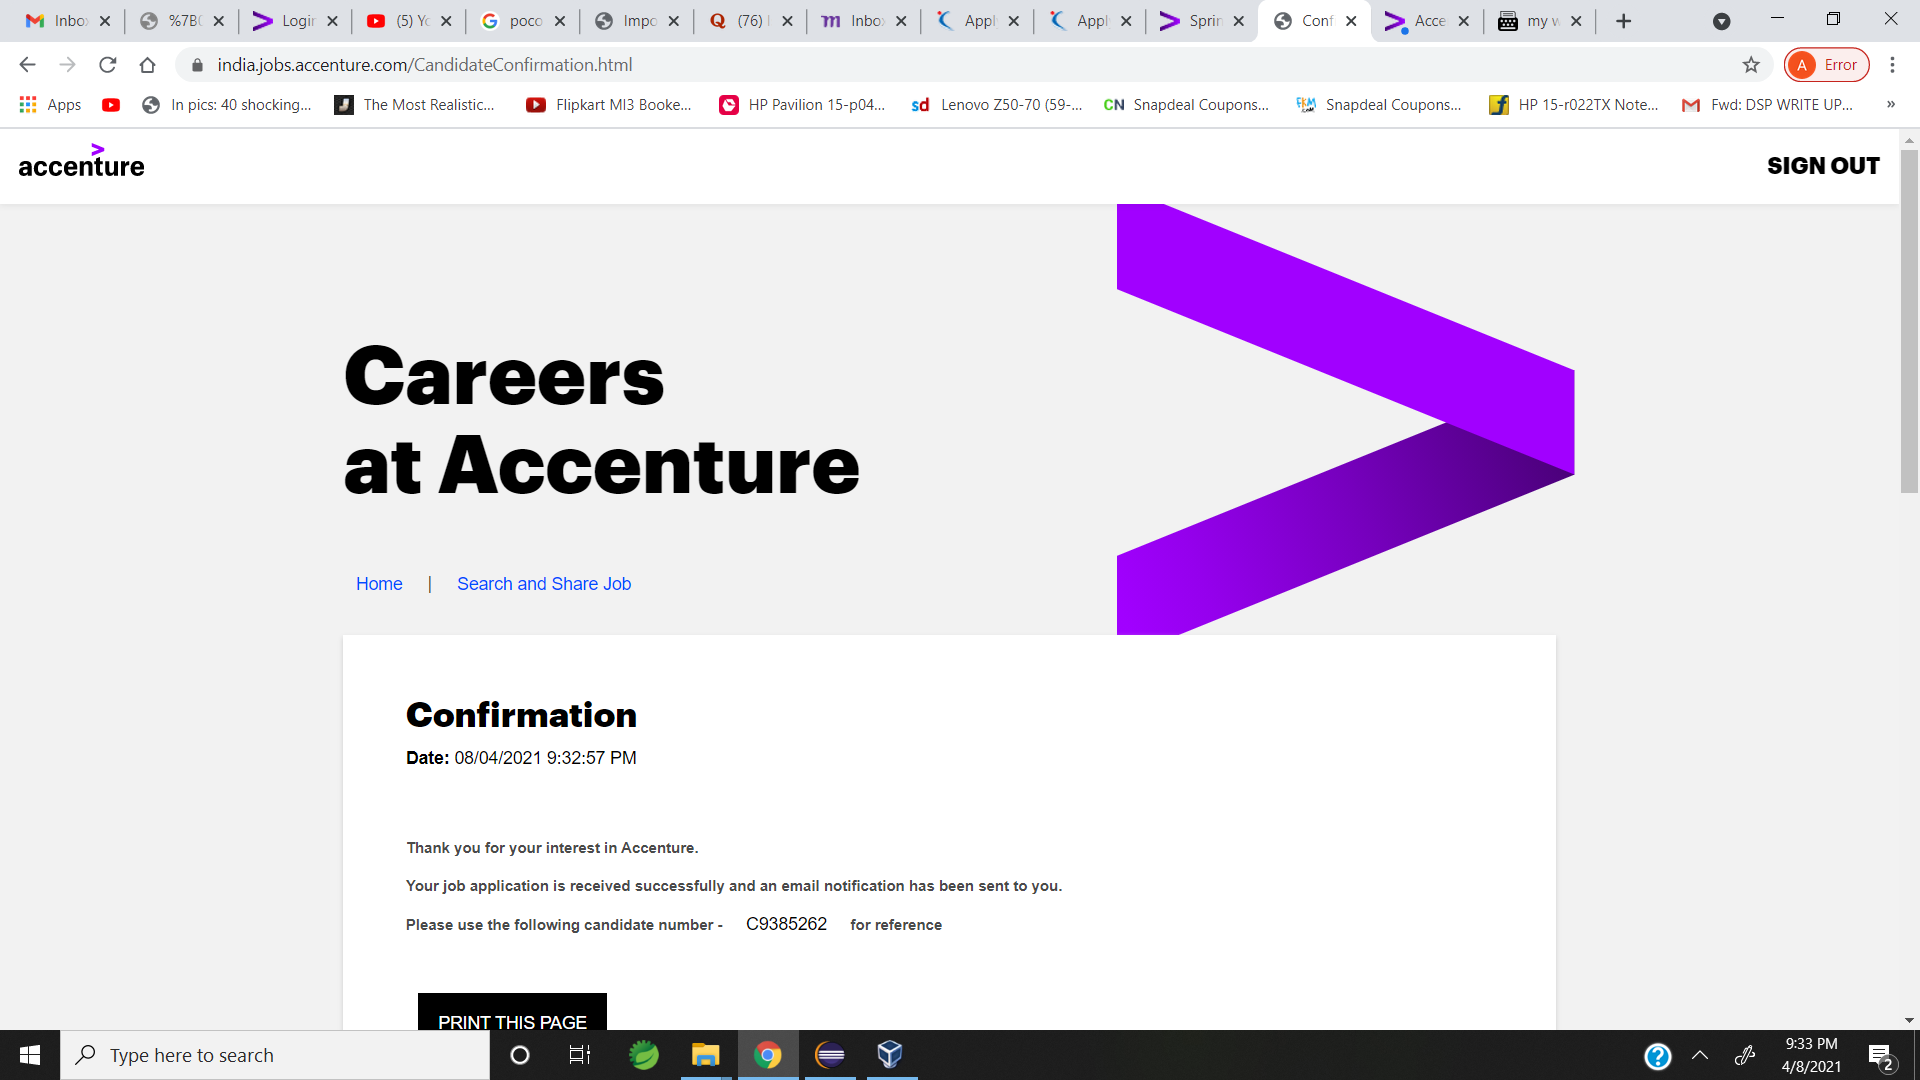 Inbo %7B Login (5) Yo poco Impo (76) Inbo Appl Appl Sprin Conf Acce my w
india.jobs.accenture.com/CandidateConfirmation.html A Error
Apps In pics: 40 shocking... The Most Realistic... Flipkart MI3 Booke... HP Pavilion 15-p04... sd Lenovo Z50-70 (59-... CN Snapdeal Coupons... Snapdeal Coupons... HP 15-r022TX Note... Fwd: DSP WRITE UP... »
accenture SIGN OUT
Careers
at Accenture
Home | Search and Share Job
Confirmation
Date: 08/04/2021 9:32:57 PM
Thank you for your interest in Accenture.
Your job application is received successfully and an email notification has been sent to you.
Please use the following candidate number - C9385262 for reference
PRINT THIS PAGE
Type here to search
9:33 PM
4/8/2021
2